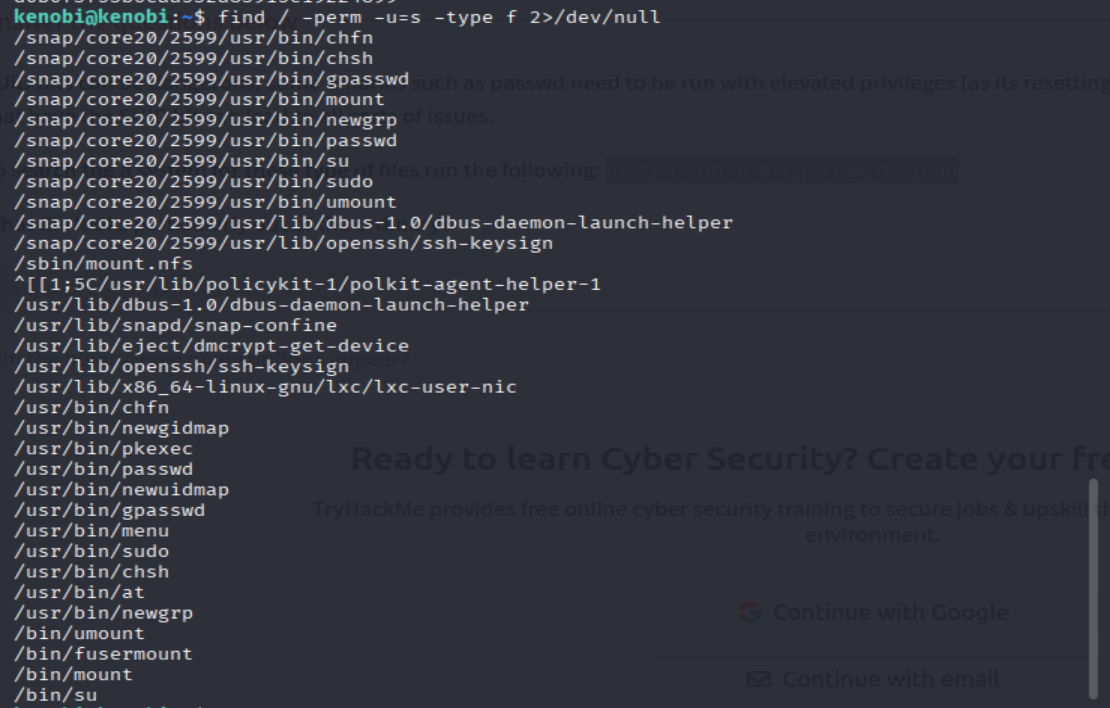 kenobi@kenobi:~$ find / -perm -u=s -type f 2>/dev/null
/snap/core20/2599/usr/bin/chfn
/snap/core20/2599/usr/bin/chsh
/snap/core20/2599/usr/bin/gpasswd
such as passwd need to be run with elevated privileges (as its resetting
/snap/core20/2599/usr/bin/mount
/snap/core20/2599/usr/bin/newgrp
of issues.
/snap/core20/2599/usr/bin/passwd
/snap/core20/2599/usr/bin/su
of files run the following:
/snap/core20/2599/usr/bin/sudo
/snap/core20/2599/usr/bin/umount
/snap/core20/2599/usr/lib/dbus-1.0/dbus-daemon-launch-helper
/snap/core20/2599/usr/lib/openssh/ssh-keysign
/sbin/mount.nfs
^[[1;5C/usr/lib/policykit-1/polkit-agent-helper-1
/usr/lib/dbus-1.0/dbus-daemon-launch-helper
/usr/lib/snapd/snap-confine
/usr/lib/eject/dmcrypt-get-device
/usr/lib/openssh/ssh-keysign
/usr/lib/x86_64-linux-gnu/lxc/lxc-user-nic
/usr/bin/chfn
/usr/bin/newgidmap
/usr/bin/pkexec
Ready to learn Cyber Security? Create your fre
/usr/bin/passwd
/usr/bin/newuidmap
/usr/bin/gpasswd
TryHackMe provides free online cyber security training to secure jobs & upskill th
/usr/bin/menu
environment.
/usr/bin/sudo
/usr/bin/chsh
/usr/bin/at
/usr/bin/newgrp
Continue with Google
/bin/umount
/bin/fusermount
/bin/mount
Continue with email
/bin/su